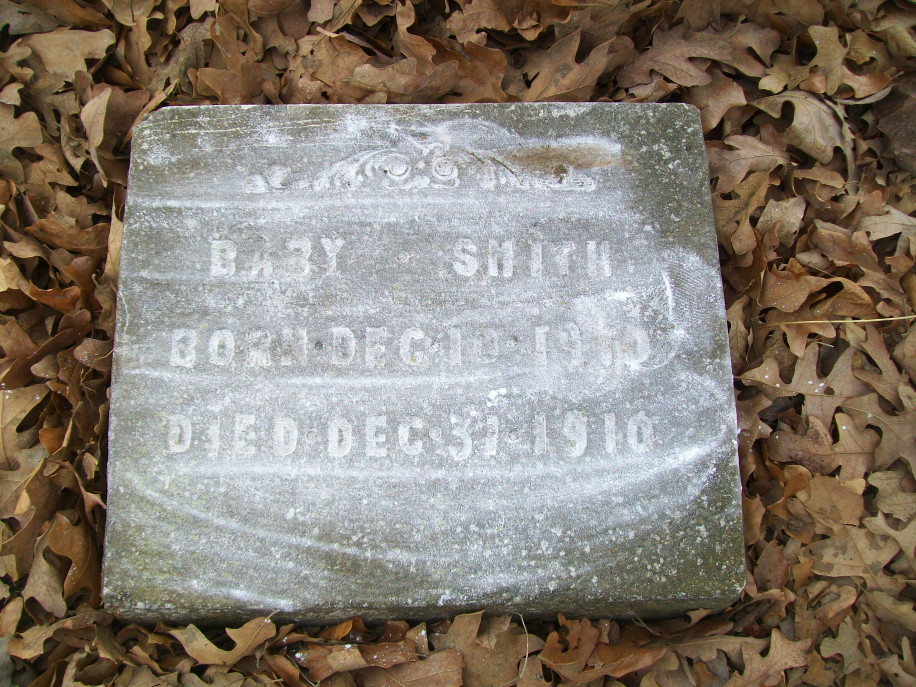 BABY · SMITH
BORN·DEC·10·1910
DIED·DEC·31·1910